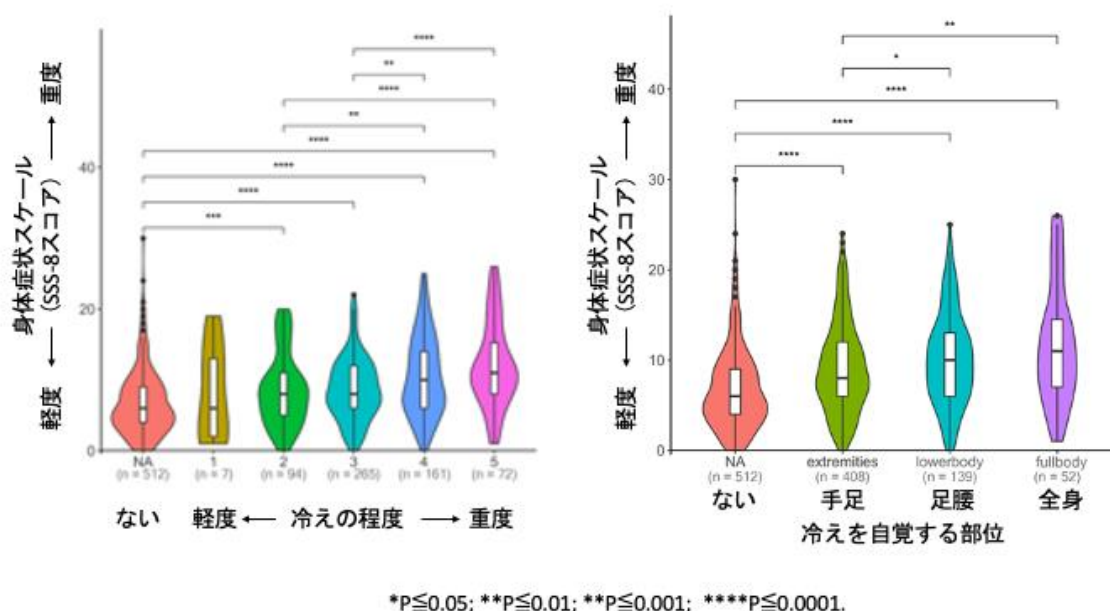 ****
**
****
**
****
****
****
***
重度
身体症状スケール
(SSS-8スコア)
軽度
40
20
0
NA
(n = 512)
1
(n = 7)
2
(n = 94)
3
(n = 265)
4
(n = 161)
5
(n = 72)
ない 軽度 ← 冷えの程度 → 重度
**
*
****
****
****
重度
身体症状スケール
(SSS-8スコア)
軽度
40
30
20
10
0
NA
(n = 512)
extremities
(n = 408)
lowerbody
(n = 139)
fullbody
(n = 52)
ない 手足 足腰 全身
冷えを自覚する部位
*P≦0.05; **P≦0.01; **P≦0.001; ****P≦0.0001.